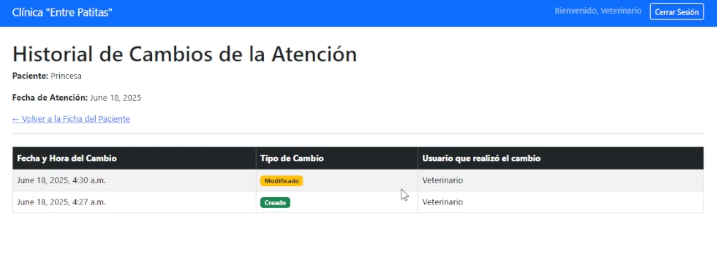 Clínica "Entre Patitas"
Bienvenido, Veterinario
Cerrar Sesión
Historial de Cambios de la Atención
Paciente: Princesa
Fecha de Atención: June 18, 2025
← Volver a la Ficha del Paciente
Fecha y Hora del Cambio Tipo de Cambio Usuario que realizó el cambio
June 18, 2025, 4:30 a.m. Modificado Veterinario
June 18, 2025, 4:27 a.m. Creado Veterinario